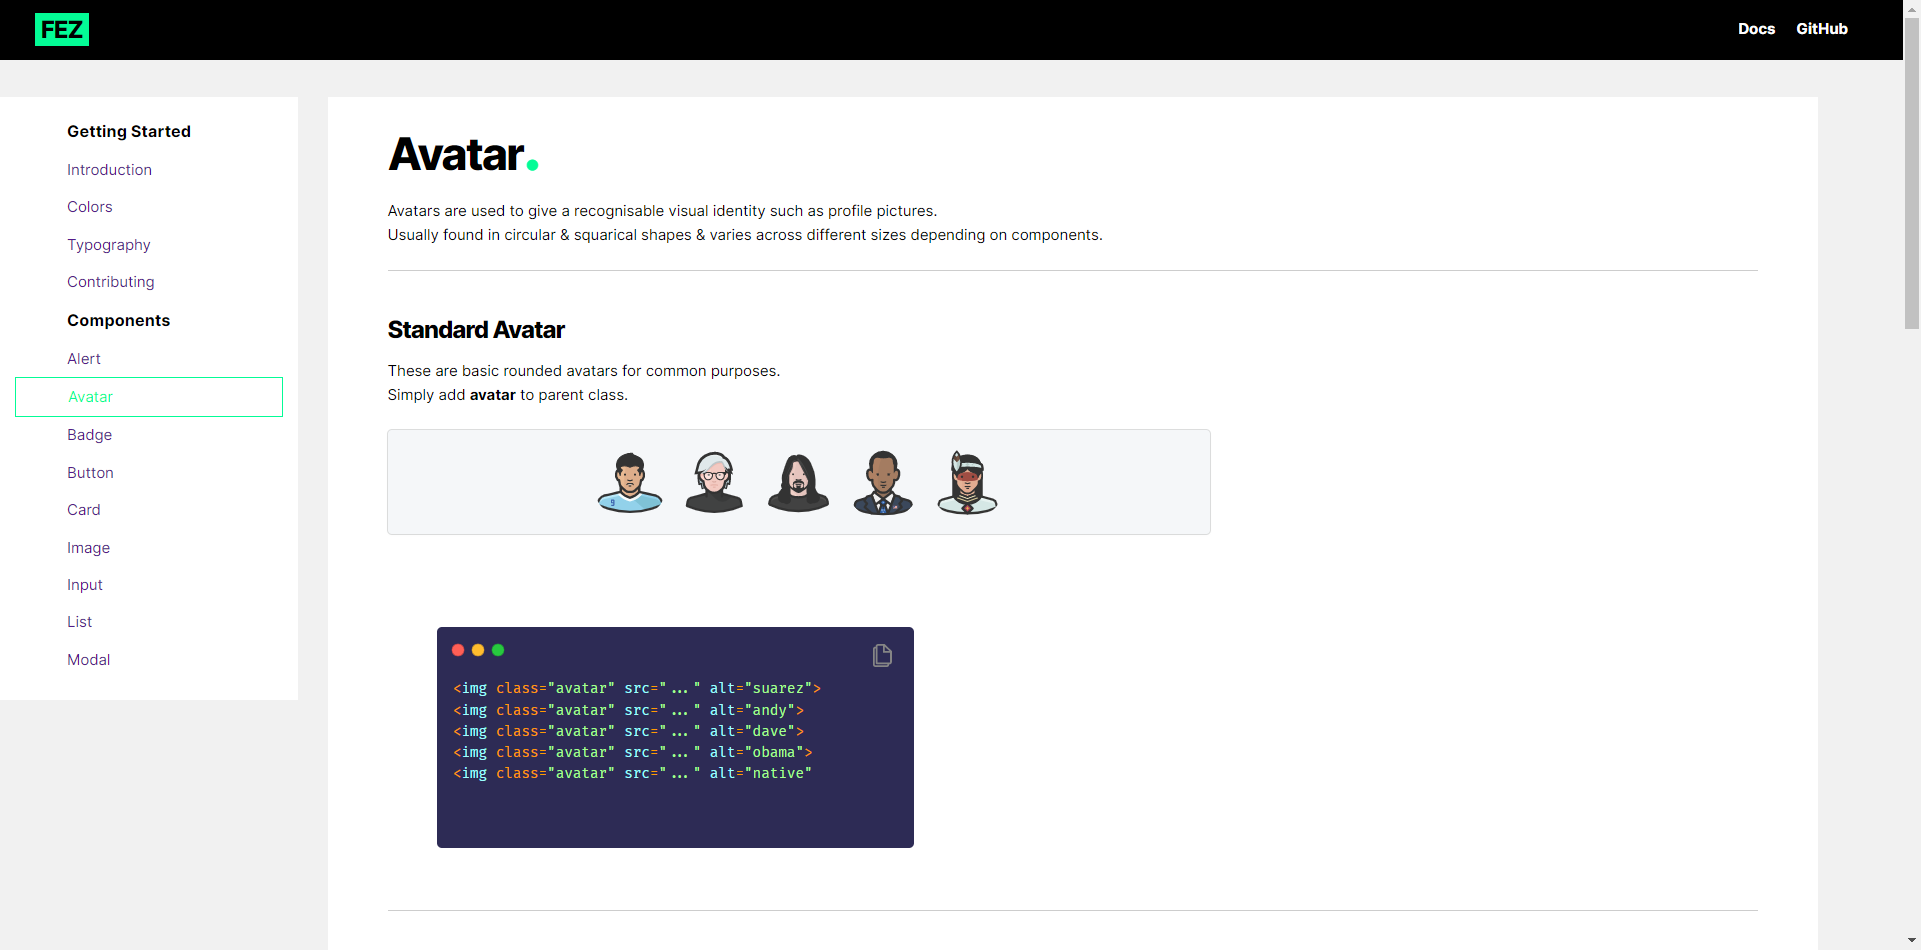 FEZ
Docs
GitHub
Getting Started
Introduction
Colors
Typography
Contributing
Components
Alert
Avatar
Badge
Button
Card
Image
Input
List
Modal
Avatar.
Avatars are used to give a recognisable visual identity such as profile pictures.
Usually found in circular & squarical shapes & varies across different sizes depending on components.
Standard Avatar
These are basic rounded avatars for common purposes.
Simply add avatar to parent class.
9
<img class="avatar" src="..." alt="suarez">
<img class="avatar" src="..." alt="andy">
<img class="avatar" src="..." alt="dave">
<img class="avatar" src="..." alt="obama">
<img class="avatar" src="..." alt="native"